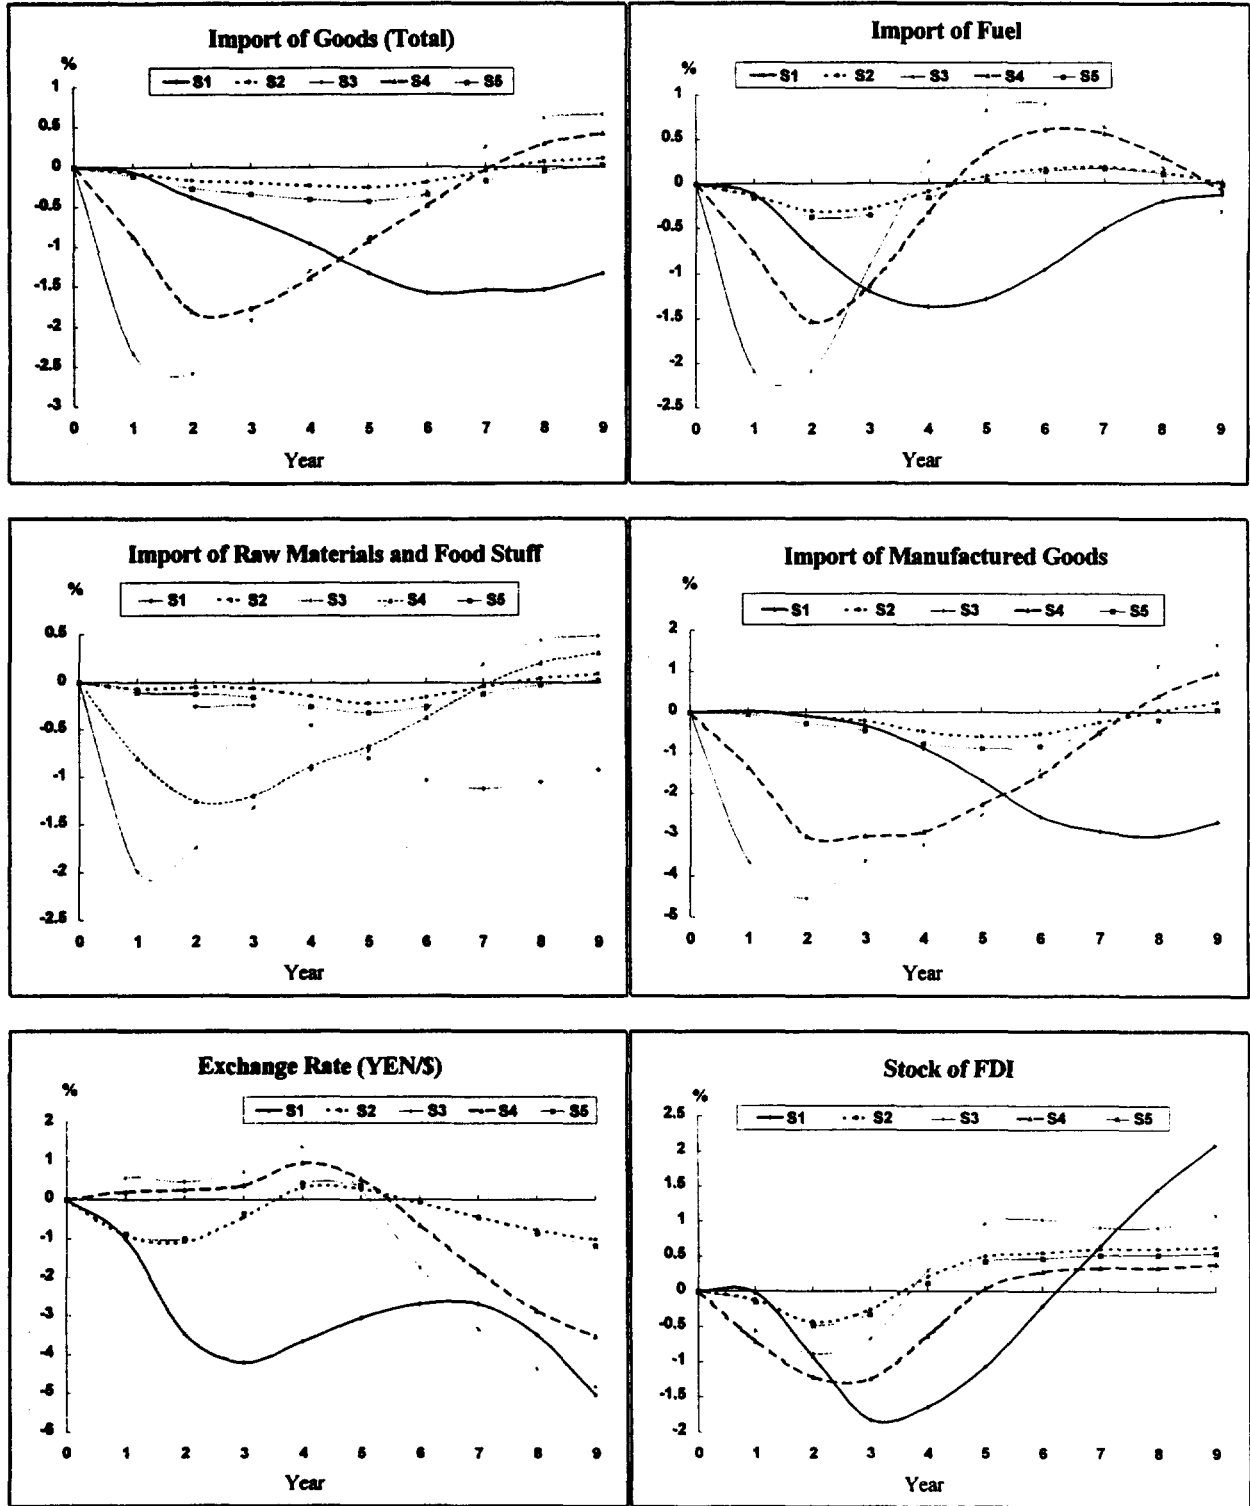 Import of Goods (Total)
%
S1 S2 S3 S4 S5
1
0.5
0
-0.5
-1
-1.5
-2
-2.5
-3
0 1 2 3 4 5 6 7 8 9
Year
Import of Fuel
%
S1 S2 S3 S4 S5
1
0.5
0
-0.5
-1
-1.5
-2
-2.5
0 1 2 3 4 5 6 7 8 9
Year
Import of Raw Materials and Food Stuff
%
S1 S2 S3 S4 S5
0.5
0
-0.5
-1
-1.5
-2
-2.5
0 1 2 3 4 5 6 7 8 9
Year
Import of Manufactured Goods
%
S1 S2 S3 S4 S5
2
1
0
-1
-2
-3
-4
-5
0 1 2 3 4 5 6 7 8 9
Year
Exchange Rate (YEN/$)
%
S1 S2 S3 S4 S5
2
1
0
-1
-2
-3
-4
-5
-6
0 1 2 3 4 5 6 7 8 9
Year
Stock of FDI
%
S1 S2 S3 S4 S5
2.5
2
1.5
1
0.5
0
-0.5
-1
-1.5
-2
0 1 2 3 4 5 6 7 8 9
Year